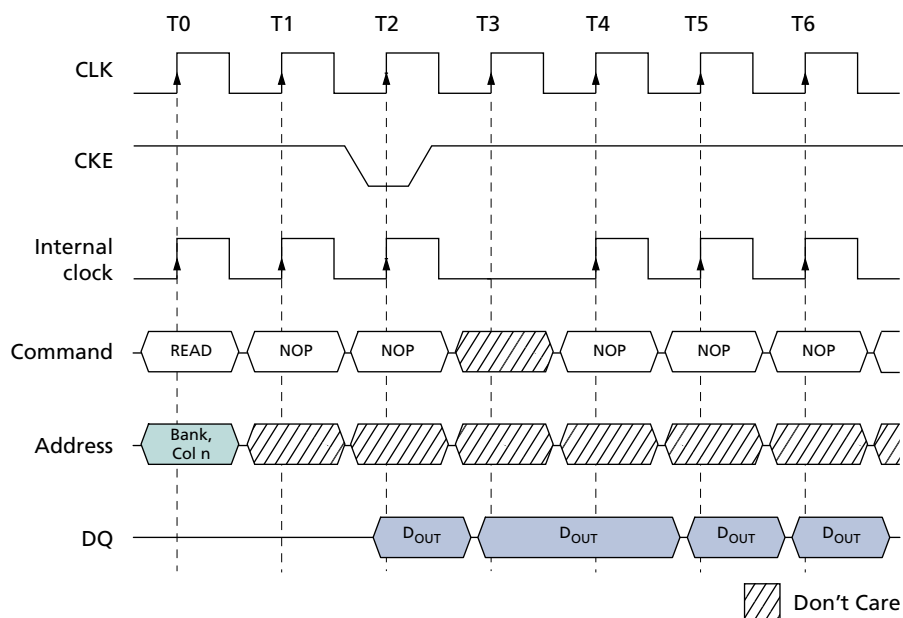 T0 T1 T2 T3 T4 T5 T6
CLK
CKE
Internal
clock
Command READ NOP NOP NOP NOP NOP
Address Bank,
Col n
DQ DOUT DOUT DOUT DOUT
Don't Care